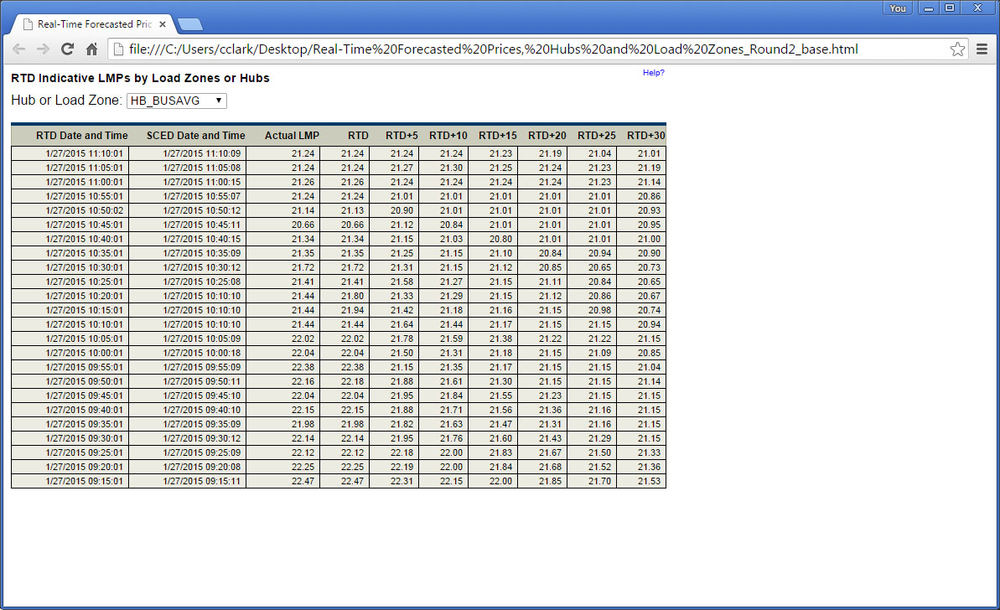 You
Real-Time Forecasted Pric
file:///C:/Users/cclark/Desktop/Real-Time%20Forecasted%20Prices,%20Hubs%20and%20Load%20Zones_Round2_base.html
RTD Indicative LMPs by Load Zones or Hubs Help?
Hub or Load Zone: HB_BUSAVG
RTD Date and Time SCED Date and Time Actual LMP RTD RTD+5 RTD+10 RTD+15 RTD+20 RTD+25 RTD+30
1/27/2015 11:10:01 1/27/2015 11:10:09 21.24 21.24 21.24 21.24 21.23 21.19 21.04 21.01
1/27/2015 11:05:01 1/27/2015 11:05:08 21.24 21.24 21.27 21.30 21.25 21.24 21.23 21.19
1/27/2015 11:00:01 1/27/2015 11:00:15 21.26 21.26 21.24 21.24 21.24 21.24 21.23 21.14
1/27/2015 10:55:01 1/27/2015 10:55:07 21.24 21.24 21.01 21.01 21.01 21.01 21.01 20.86
1/27/2015 10:50:02 1/27/2015 10:50:12 21.14 21.13 20.90 21.01 21.01 21.01 21.01 20.93
1/27/2015 10:45:01 1/27/2015 10:45:11 20.66 20.66 21.12 20.84 21.01 21.01 21.01 20.95
1/27/2015 10:40:01 1/27/2015 10:40:15 21.34 21.34 21.15 21.03 20.80 21.01 21.01 21.00
1/27/2015 10:35:01 1/27/2015 10:35:09 21.35 21.35 21.25 21.15 21.10 20.84 20.94 20.90
1/27/2015 10:30:01 1/27/2015 10:30:12 21.72 21.72 21.31 21.15 21.12 20.85 20.65 20.73
1/27/2015 10:25:01 1/27/2015 10:25:08 21.41 21.41 21.58 21.27 21.15 21.11 20.84 20.65
1/27/2015 10:20:01 1/27/2015 10:10:10 21.44 21.80 21.33 21.29 21.15 21.12 20.86 20.67
1/27/2015 10:15:01 1/27/2015 10:10:10 21.44 21.94 21.42 21.18 21.16 21.15 20.98 20.74
1/27/2015 10:10:01 1/27/2015 10:10:10 21.44 21.44 21.64 21.44 21.17 21.15 21.15 20.94
1/27/2015 10:05:01 1/27/2015 10:05:09 22.02 22.02 21.78 21.59 21.38 21.22 21.22 21.15
1/27/2015 10:00:01 1/27/2015 10:00:18 22.04 22.04 21.50 21.31 21.18 21.15 21.09 20.85
1/27/2015 09:55:01 1/27/2015 09:55:09 22.38 22.38 21.15 21.35 21.17 21.15 21.15 21.04
1/27/2015 09:50:01 1/27/2015 09:50:11 22.16 22.18 21.88 21.61 21.30 21.15 21.15 21.14
1/27/2015 09:45:01 1/27/2015 09:45:10 22.04 22.04 21.95 21.84 21.55 21.23 21.15 21.15
1/27/2015 09:40:01 1/27/2015 09:40:10 22.15 22.15 21.88 21.71 21.56 21.36 21.16 21.15
1/27/2015 09:35:01 1/27/2015 09:35:09 21.98 21.98 21.82 21.63 21.47 21.31 21.16 21.15
1/27/2015 09:30:01 1/27/2015 09:30:12 22.14 22.14 21.95 21.76 21.60 21.43 21.29 21.15
1/27/2015 09:25:01 1/27/2015 09:25:09 22.12 22.12 22.18 22.00 21.83 21.67 21.50 21.33
1/27/2015 09:20:01 1/27/2015 09:20:08 22.25 22.25 22.19 22.00 21.84 21.68 21.52 21.36
1/27/2015 09:15:01 1/27/2015 09:15:11 22.47 22.47 22.31 22.15 22.00 21.85 21.70 21.53